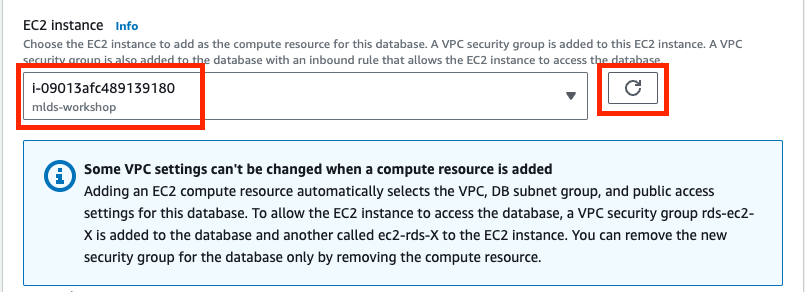 EC2 instance Info
Choose the EC2 instance to add as the compute resource for this database. A VPC security group is added to this EC2 instance. A VPC
security group is also added to the database with an inbound rule that allows the EC2 instance to access the database.
i-09013afc489139180
mlds-workshop
Some VPC settings can't be changed when a compute resource is added
Adding an EC2 compute resource automatically selects the VPC, DB subnet group, and public access
settings for this database. To allow the EC2 instance to access the database, a VPC security group rds-ec2-
X is added to the database and another called ec2-rds-X to the EC2 instance. You can remove the new
security group for the database only by removing the compute resource.